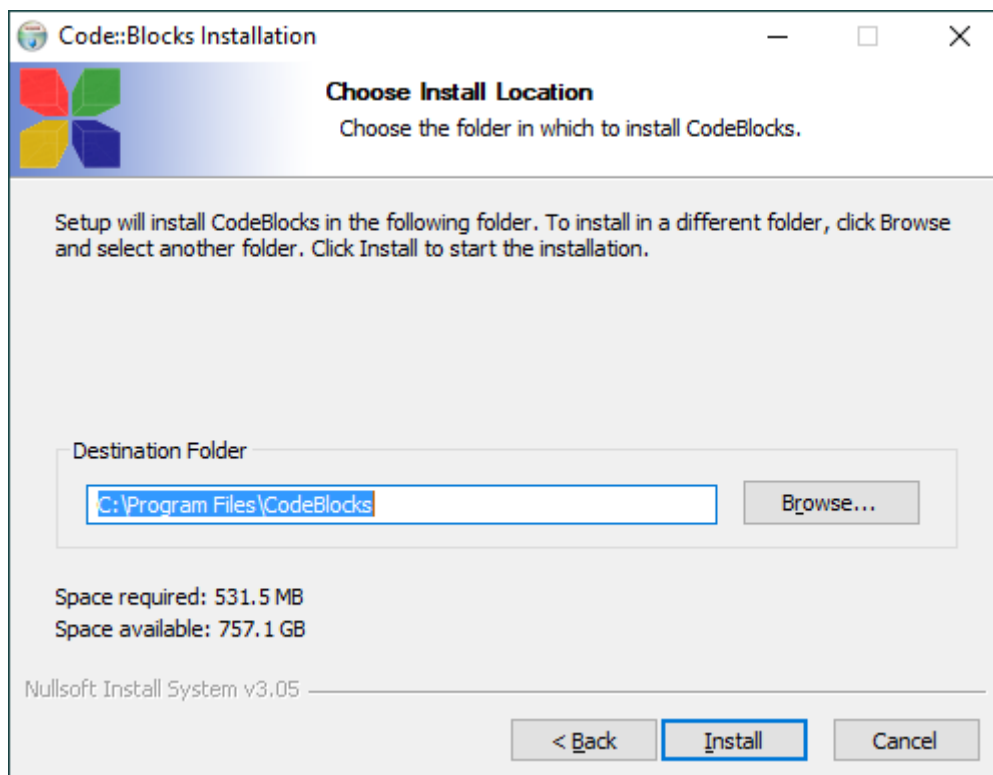 Code::Blocks Installation
Choose Install Location
Choose the folder in which to install CodeBlocks.
Setup will install CodeBlocks in the following folder. To install in a different folder, click Browse
and select another folder. Click Install to start the installation.
Destination Folder
C:\Program Files\CodeBlocks
Browse...
Space required: 531.5 MB
Space available: 757.1 GB
Nullsoft Install System v3.05
< Back
Install
Cancel